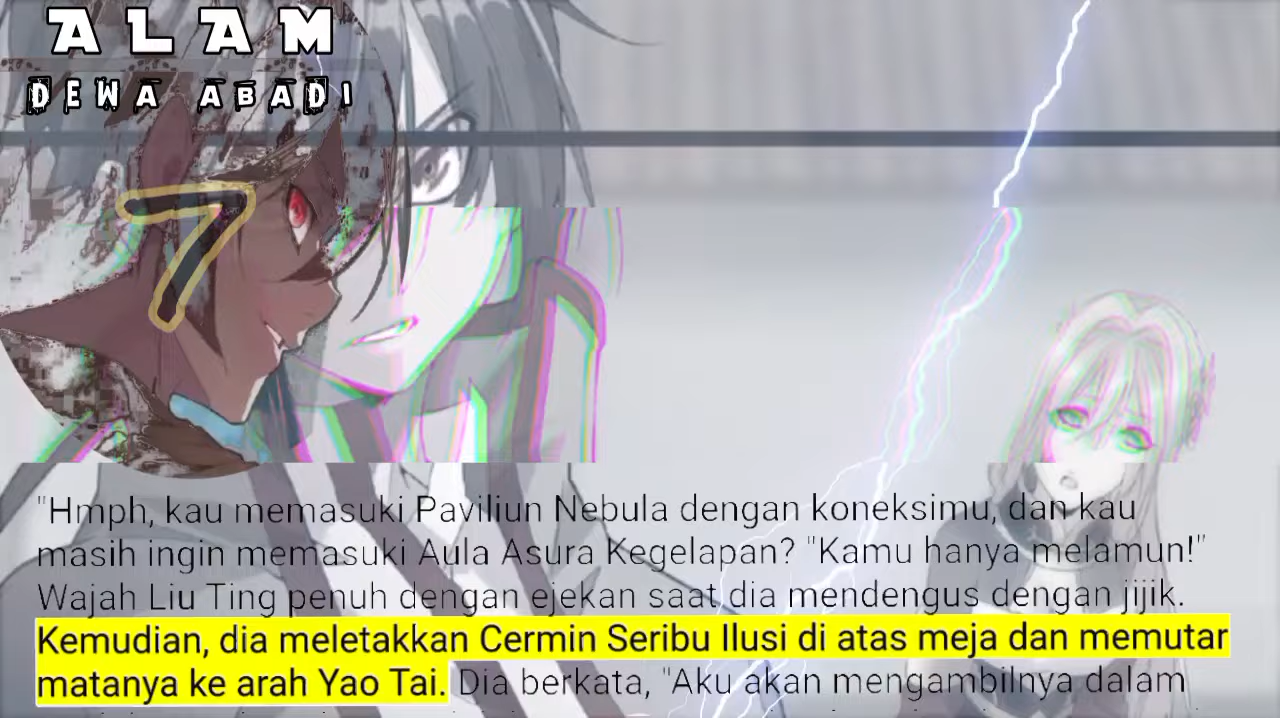 ALAM
DEWA ABADI
7
"Hmph, kau memasuki Paviliun Nebula dengan koneksimu, dan kau
masih ingin memasuki Aula Asura Kegelapan? "Kamu hanya melamun!"
Wajah Liu Ting penuh dengan ejekan saat dia mendengus dengan jijik.
Kemudian, dia meletakkan Cermin Seribu Ilusi di atas meja dan memutar
matanya ke arah Yao Tai. Dia berkata, "Aku akan mengambilnya dalam